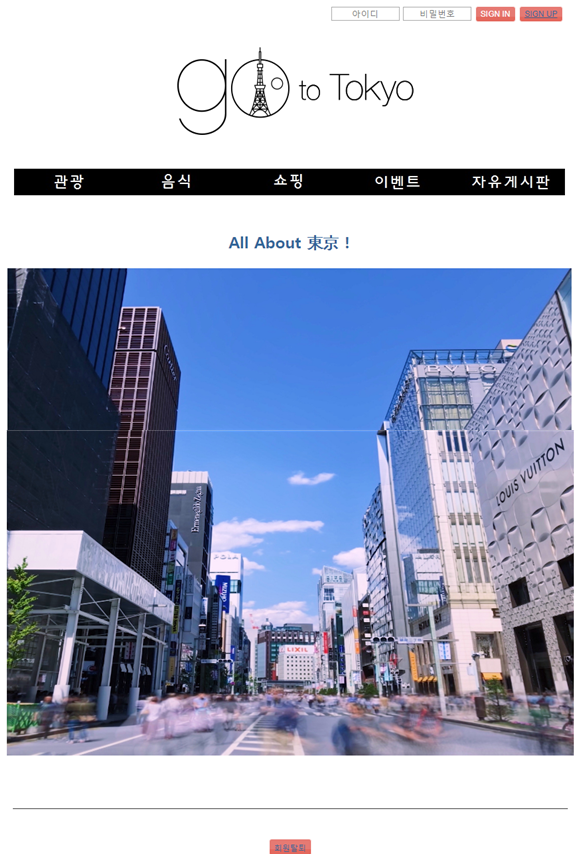 아이디 비밀번호 SIGN IN SIGN UP
go to Tokyo
관광 음식 쇼핑 이벤트 자유게시판
All About 東京 !
LOUIS VUITTON
LIXIL
회원탈퇴